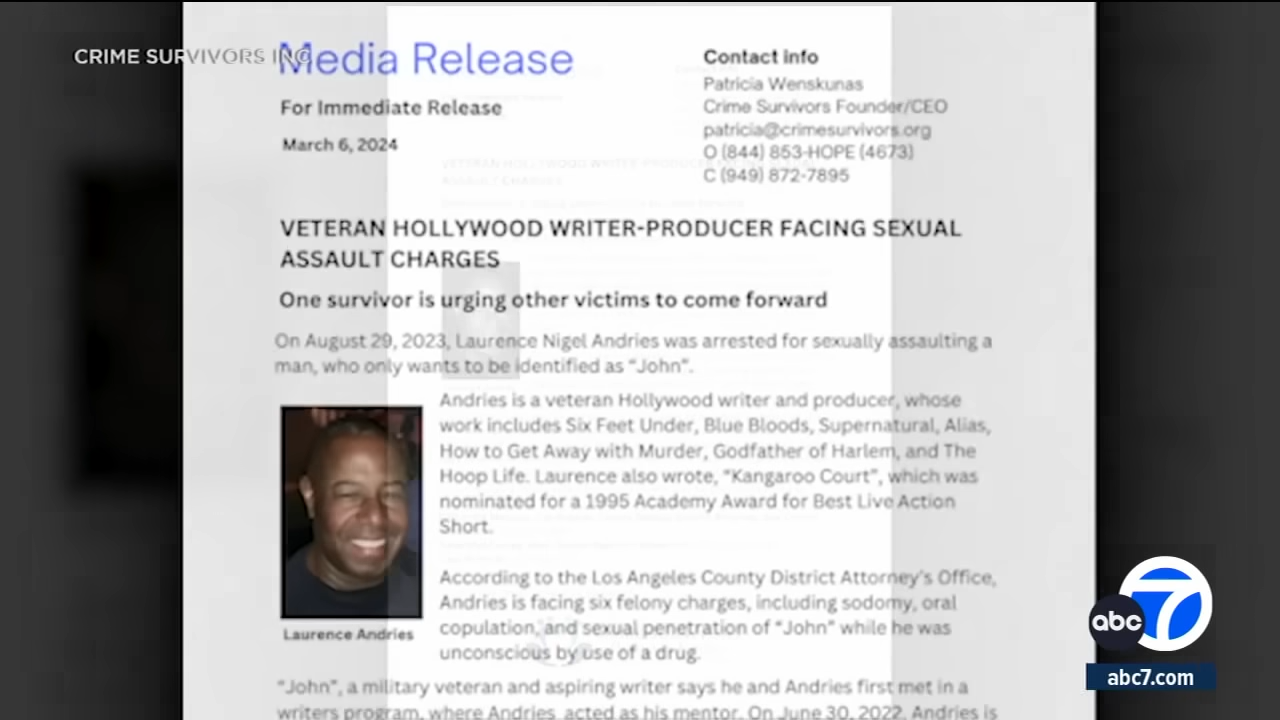 CRIME SURVIVORS INC
Media Release
For Immediate Release
March 6, 2024
Contact info
Patricia Wenskunas
Crime Survivors Founder/CEO
patricia@crimesurvivors.org
O (844) 853-HOPE (4673)
C (949) 872-7895
VETERAN HOLLYWOOD WRITER-PRODUCER FACING SEXUAL
ASSAULT CHARGES
One survivor is urging other victims to come forward
On August 29, 2023, Laurence Nigel Andries was arrested for sexually assaulting a
man, who only wants to be identified as “John”.
Andries is a veteran Hollywood writer and producer, whose
work includes Six Feet Under, Blue Bloods, Supernatural, Alias,
How to Get Away with Murder, Godfather of Harlem, and The
Hoop Life. Laurence also wrote, “Kangaroo Court”, which was
nominated for a 1995 Academy Award for Best Live Action
Short.
According to the Los Angeles County District Attorney’s Office,
Andries is facing six felony charges, including sodomy, oral
copulation, and sexual penetration of “John” while he was
unconscious by use of a drug.
Laurence Andries
“John”, a military veteran and aspiring writer says he and Andries first met in a
writers program, where Andries acted as his mentor. On June 30, 2022, Andries is
abc 7
abc7.com